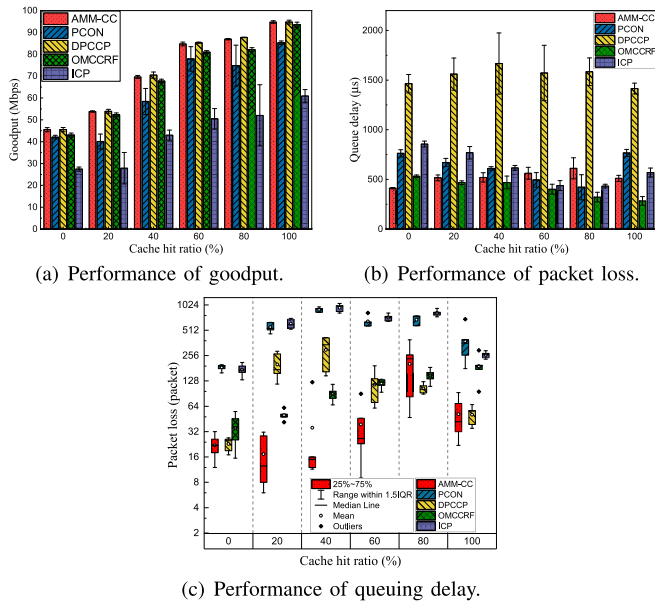 AMM-CC
PCON
DPCCP
OMCCRF
ICP
Goodput (Mbps)
100
90
80
70
60
50
40
30
20
10
0
0 20 40 60 80 100
Cache hit ratio (%)
(a) Performance of goodput.
AMM-CC
PCON
DPCCP
OMCCRF
ICP
Queue delay (μs)
2000
1500
1000
750
500
250
0
0 20 40 60 80 100
Cache hit ratio (%)
(b) Performance of packet loss.
Packet loss (packet)
1024
512
256
128
64
32
16
8
4
2
25%~75%
Range within 1.5IQR
Median Line
Mean
Outliers
AMM-CC
PCON
DPCCP
OMCCRF
ICP
0 20 40 60 80 100
Cache hit ratio (%)
(c) Performance of queuing delay.